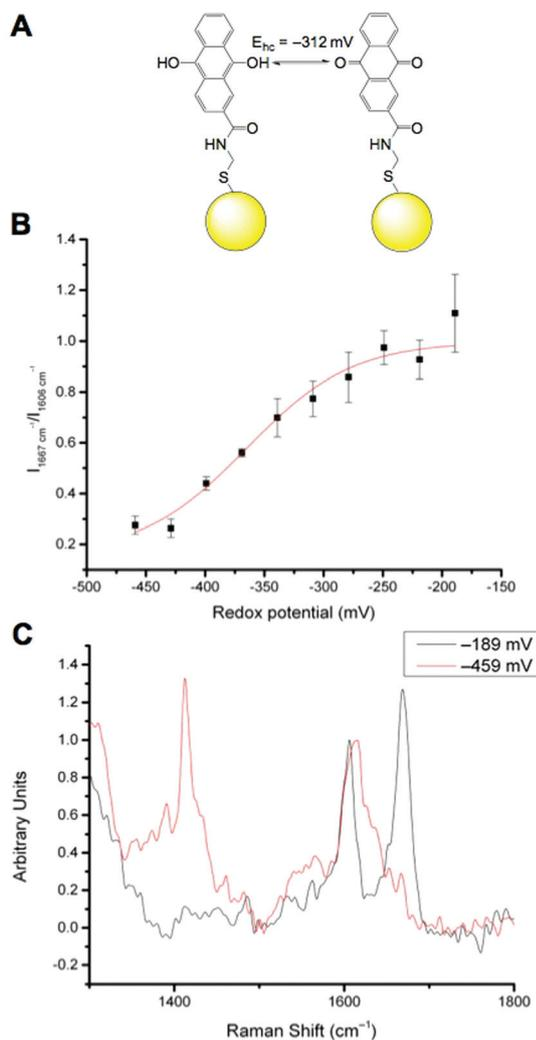 A
E_hc = −312 mV
HO OH O O
HN O HN O
S S
B
I_1667 cm⁻¹/I_1606 cm⁻¹
1.4
1.2
1.0
0.8
0.6
0.4
0.2
-500 -450 -400 -350 -300 -250 -200 -150
Redox potential (mV)
C
−189 mV
−459 mV
Arbitrary Units
1.4
1.2
1.0
0.8
0.6
0.4
0.2
0.0
-0.2
1400 1600 1800
Raman Shift (cm⁻¹)